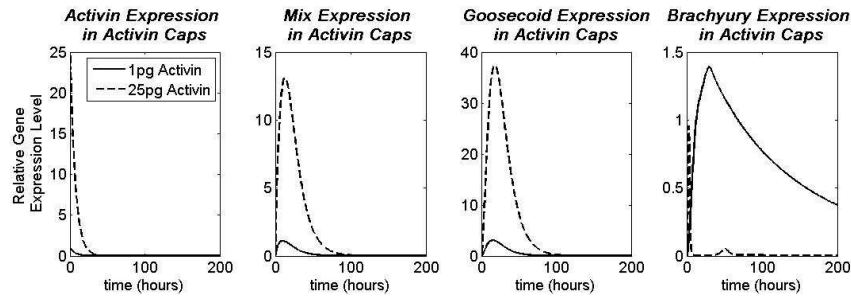 Activin Expression
in Activin Caps
Mix Expression
in Activin Caps
Goosecoid Expression
in Activin Caps
Brachyury Expression
in Activin Caps
Relative Gene
Expression Level
25
20
15
10
5
0
1pg Activin
25pg Activin
0 100 200
time (hours)
15
10
5
0
0 100 200
time (hours)
40
30
20
10
0
0 100 200
time (hours)
1.5
1
0.5
0
0 100 200
time (hours)